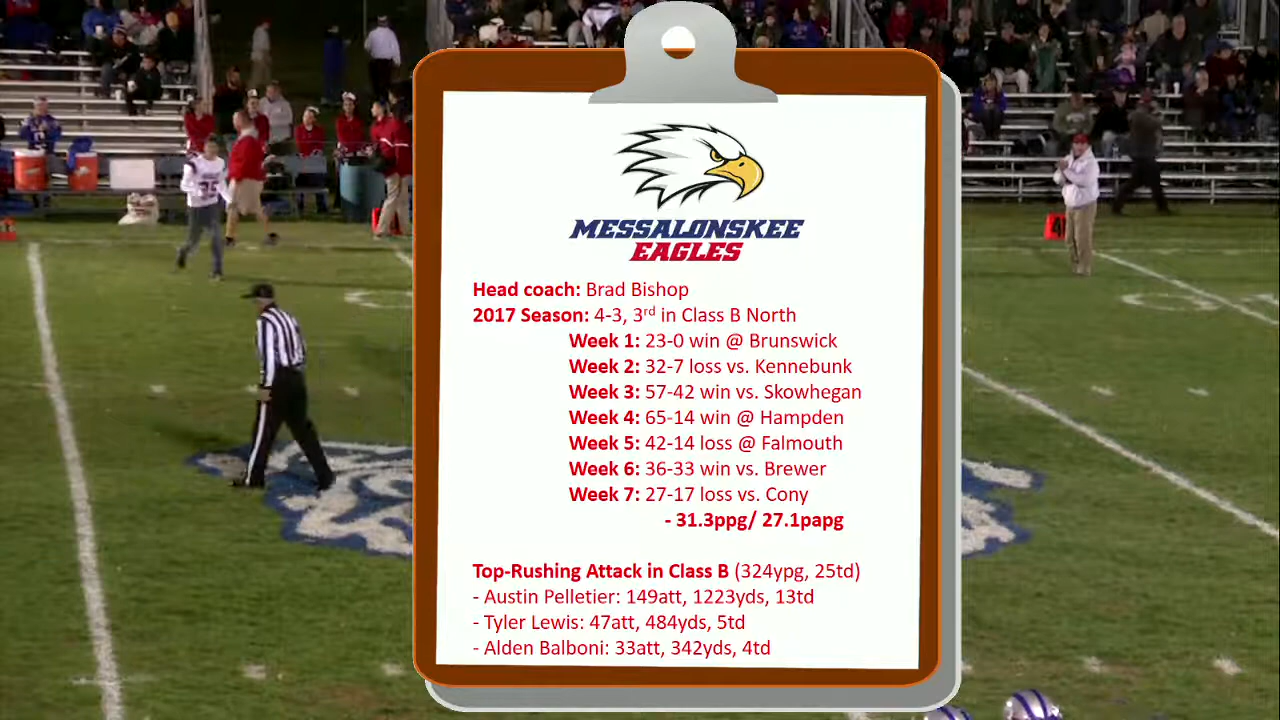 MESSALONSKEE
EAGLES
Head coach: Brad Bishop
2017 Season: 4-3, 3rd in Class B North
Week 1: 23-0 win @ Brunswick
Week 2: 32-7 loss vs. Kennebunk
Week 3: 57-42 win vs. Skowhegan
Week 4: 65-14 win @ Hampden
Week 5: 42-14 loss @ Falmouth
Week 6: 36-33 win vs. Brewer
Week 7: 27-17 loss vs. Cony
- 31.3ppg/ 27.1papg
Top-Rushing Attack in Class B (324ypg, 25td)
- Austin Pelletier: 149att, 1223yds, 13td
- Tyler Lewis: 47att, 484yds, 5td
- Alden Balboni: 33att, 342yds, 4td